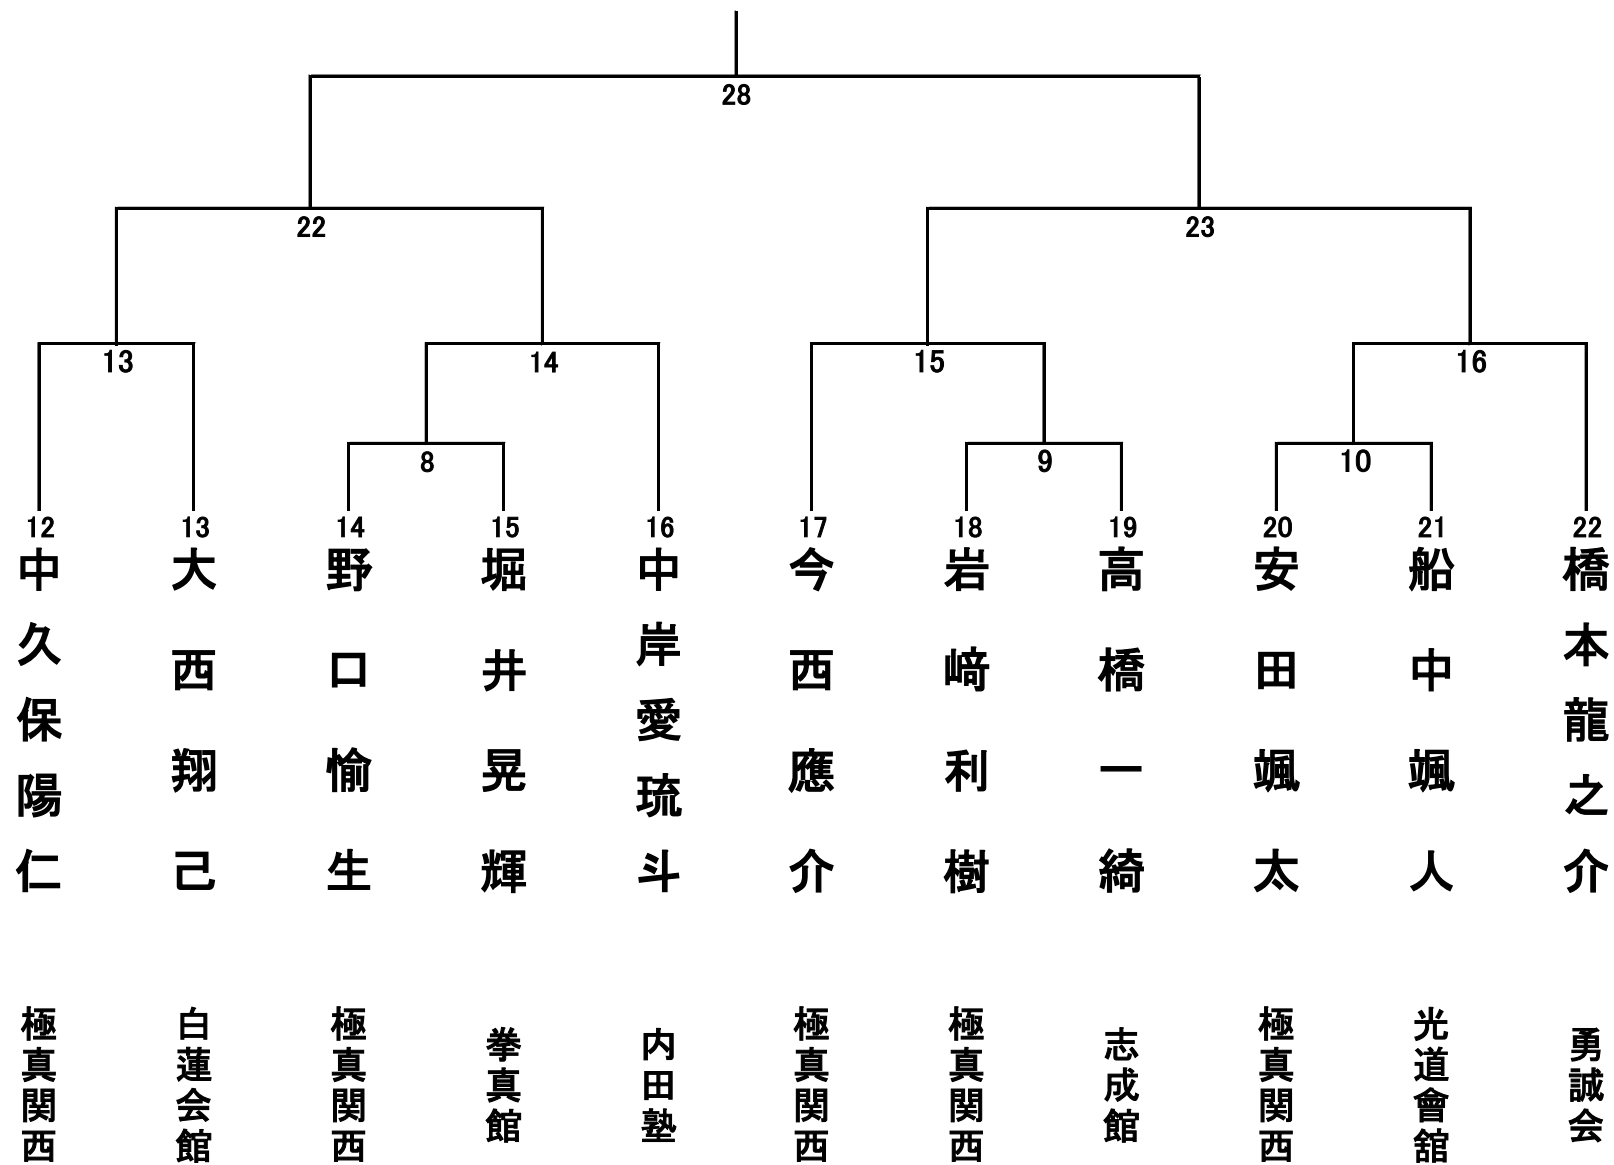 28
22
23
13
14
15
16
8
9
10
12
13
14
15
16
17
18
19
20
21
22
中久保陽仁
大西翔己
野口愉生
堀井晃輝
中岸愛琉斗
今西應介
岩﨑利樹
高橋一綺
安田颯太
船中颯人
橋本龍之介
極真関西
白蓮会館
極真関西
拳真館
内田塾
極真関西
極真関西
志成館
極真関西
光道會舘
勇誠会